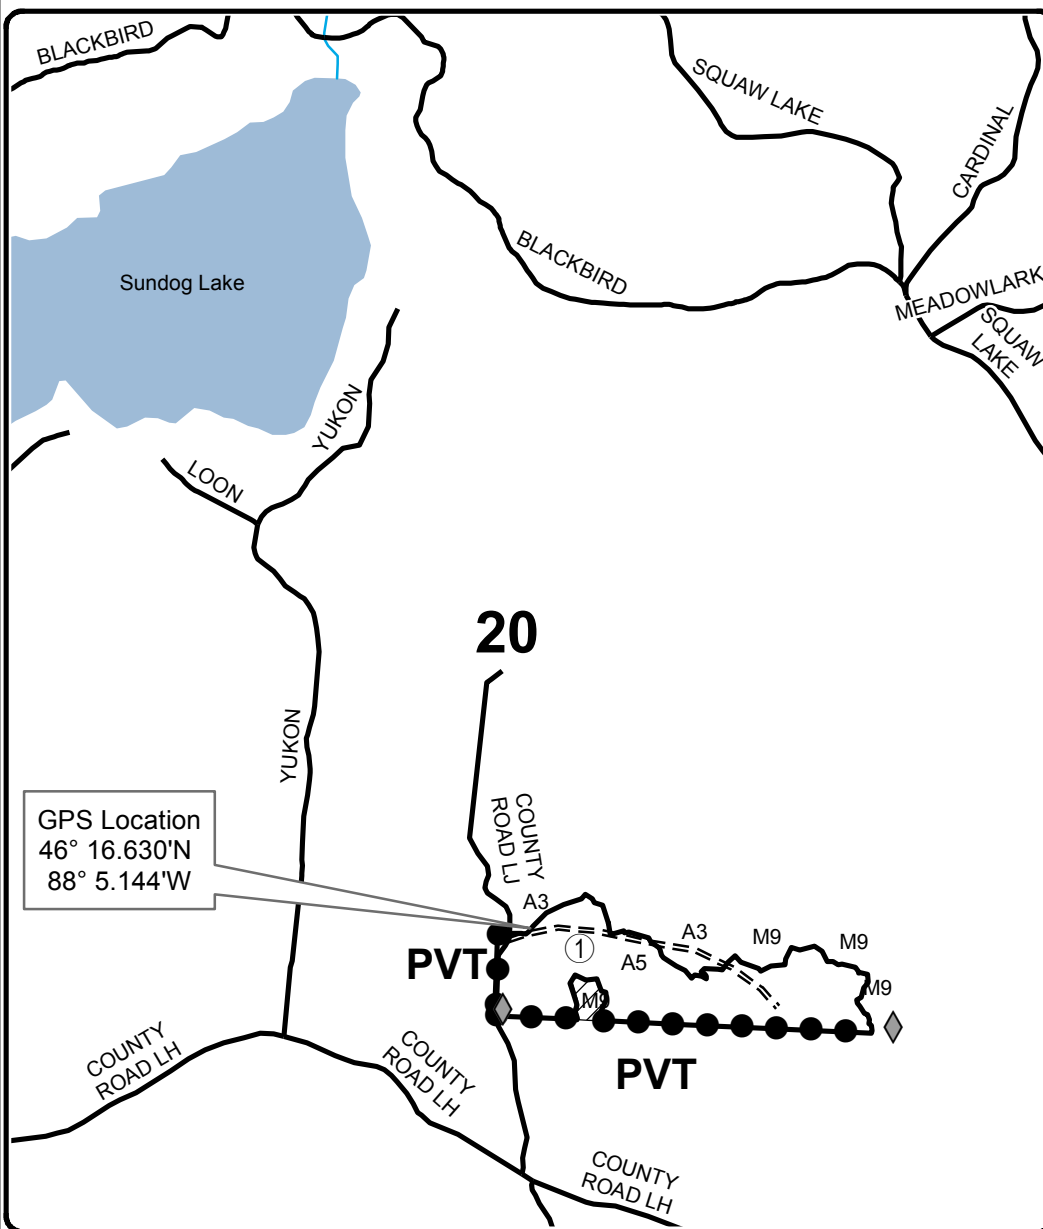 BLACKBIRD
SQUAW LAKE
CARDINAL
BLACKBIRD
Sundog Lake
MEADOWLARK
SQUAW
LAKE
YUKON
LOON
20
YUKON
COUNTY
ROAD LJ
GPS Location
46° 16.630'N
88° 5.144'W
A3
A3
M9
M9
1
A5
PVT
M9
M9
COUNTY
ROAD LH
COUNTY
ROAD LH
PVT
COUNTY
ROAD LH